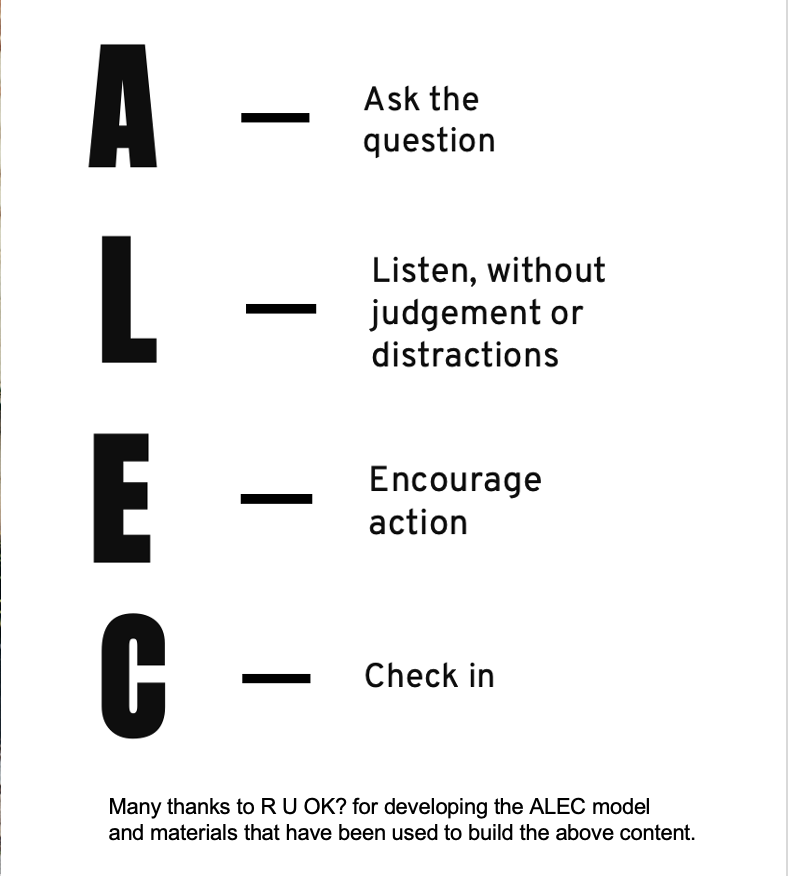 A — Ask the
question
L — Listen, without
judgement or
distractions
E — Encourage
action
C — Check in
Many thanks to R U OK? for developing the ALEC model
and materials that have been used to build the above content.